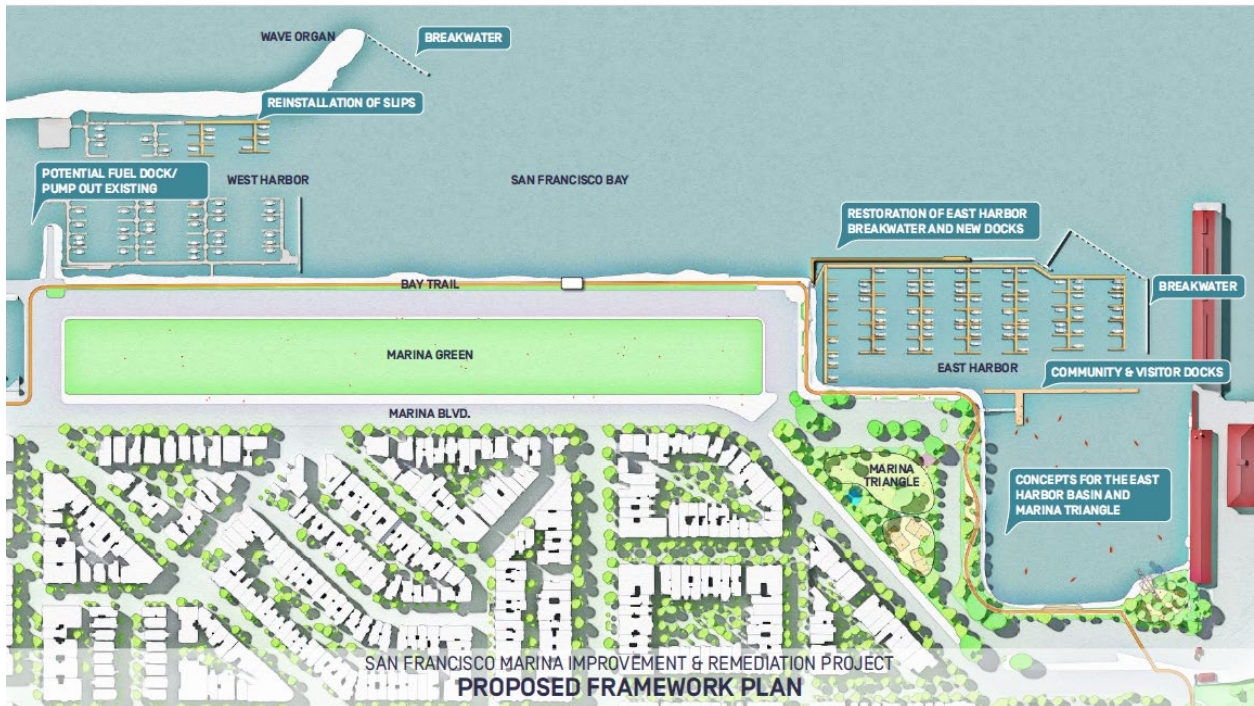 WAVE ORGAN
BREAKWATER
REINSTALLATION OF SLIPS
POTENTIAL FUEL DOCK/
PUMP OUT EXISTING
WEST HARBOR
SAN FRANCISCO BAY
RESTORATION OF EAST HARBOR
BREAKWATER AND NEW DOCKS
BREAKWATER
BAY TRAIL
MARINA GREEN
EAST HARBOR
COMMUNITY & VISITOR DOCKS
MARINA BLVD.
MARINA
TRIANGLE
CONCEPTS FOR THE EAST
HARBOR BASIN AND
MARINA TRIANGLE
SAN FRANCISCO MARINA IMPROVEMENT & REMEDIATION PROJECT
PROPOSED FRAMEWORK PLAN